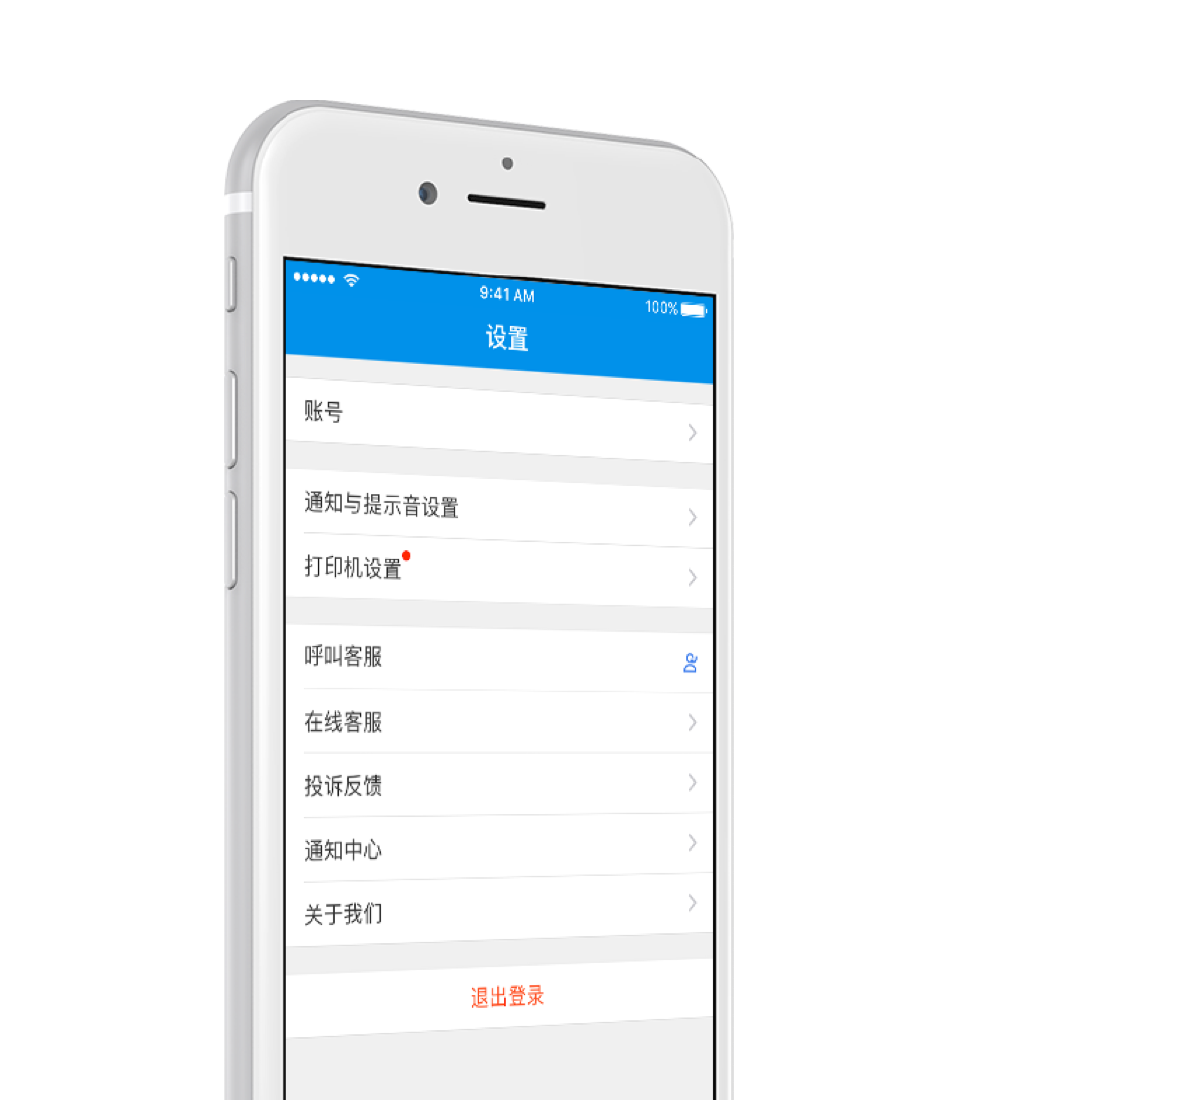 9:41 AM
100%
设置
账号
通知与提示音设置
打印机设置
呼叫客服
在线客服
投诉反馈
通知中心
关于我们
退出登录